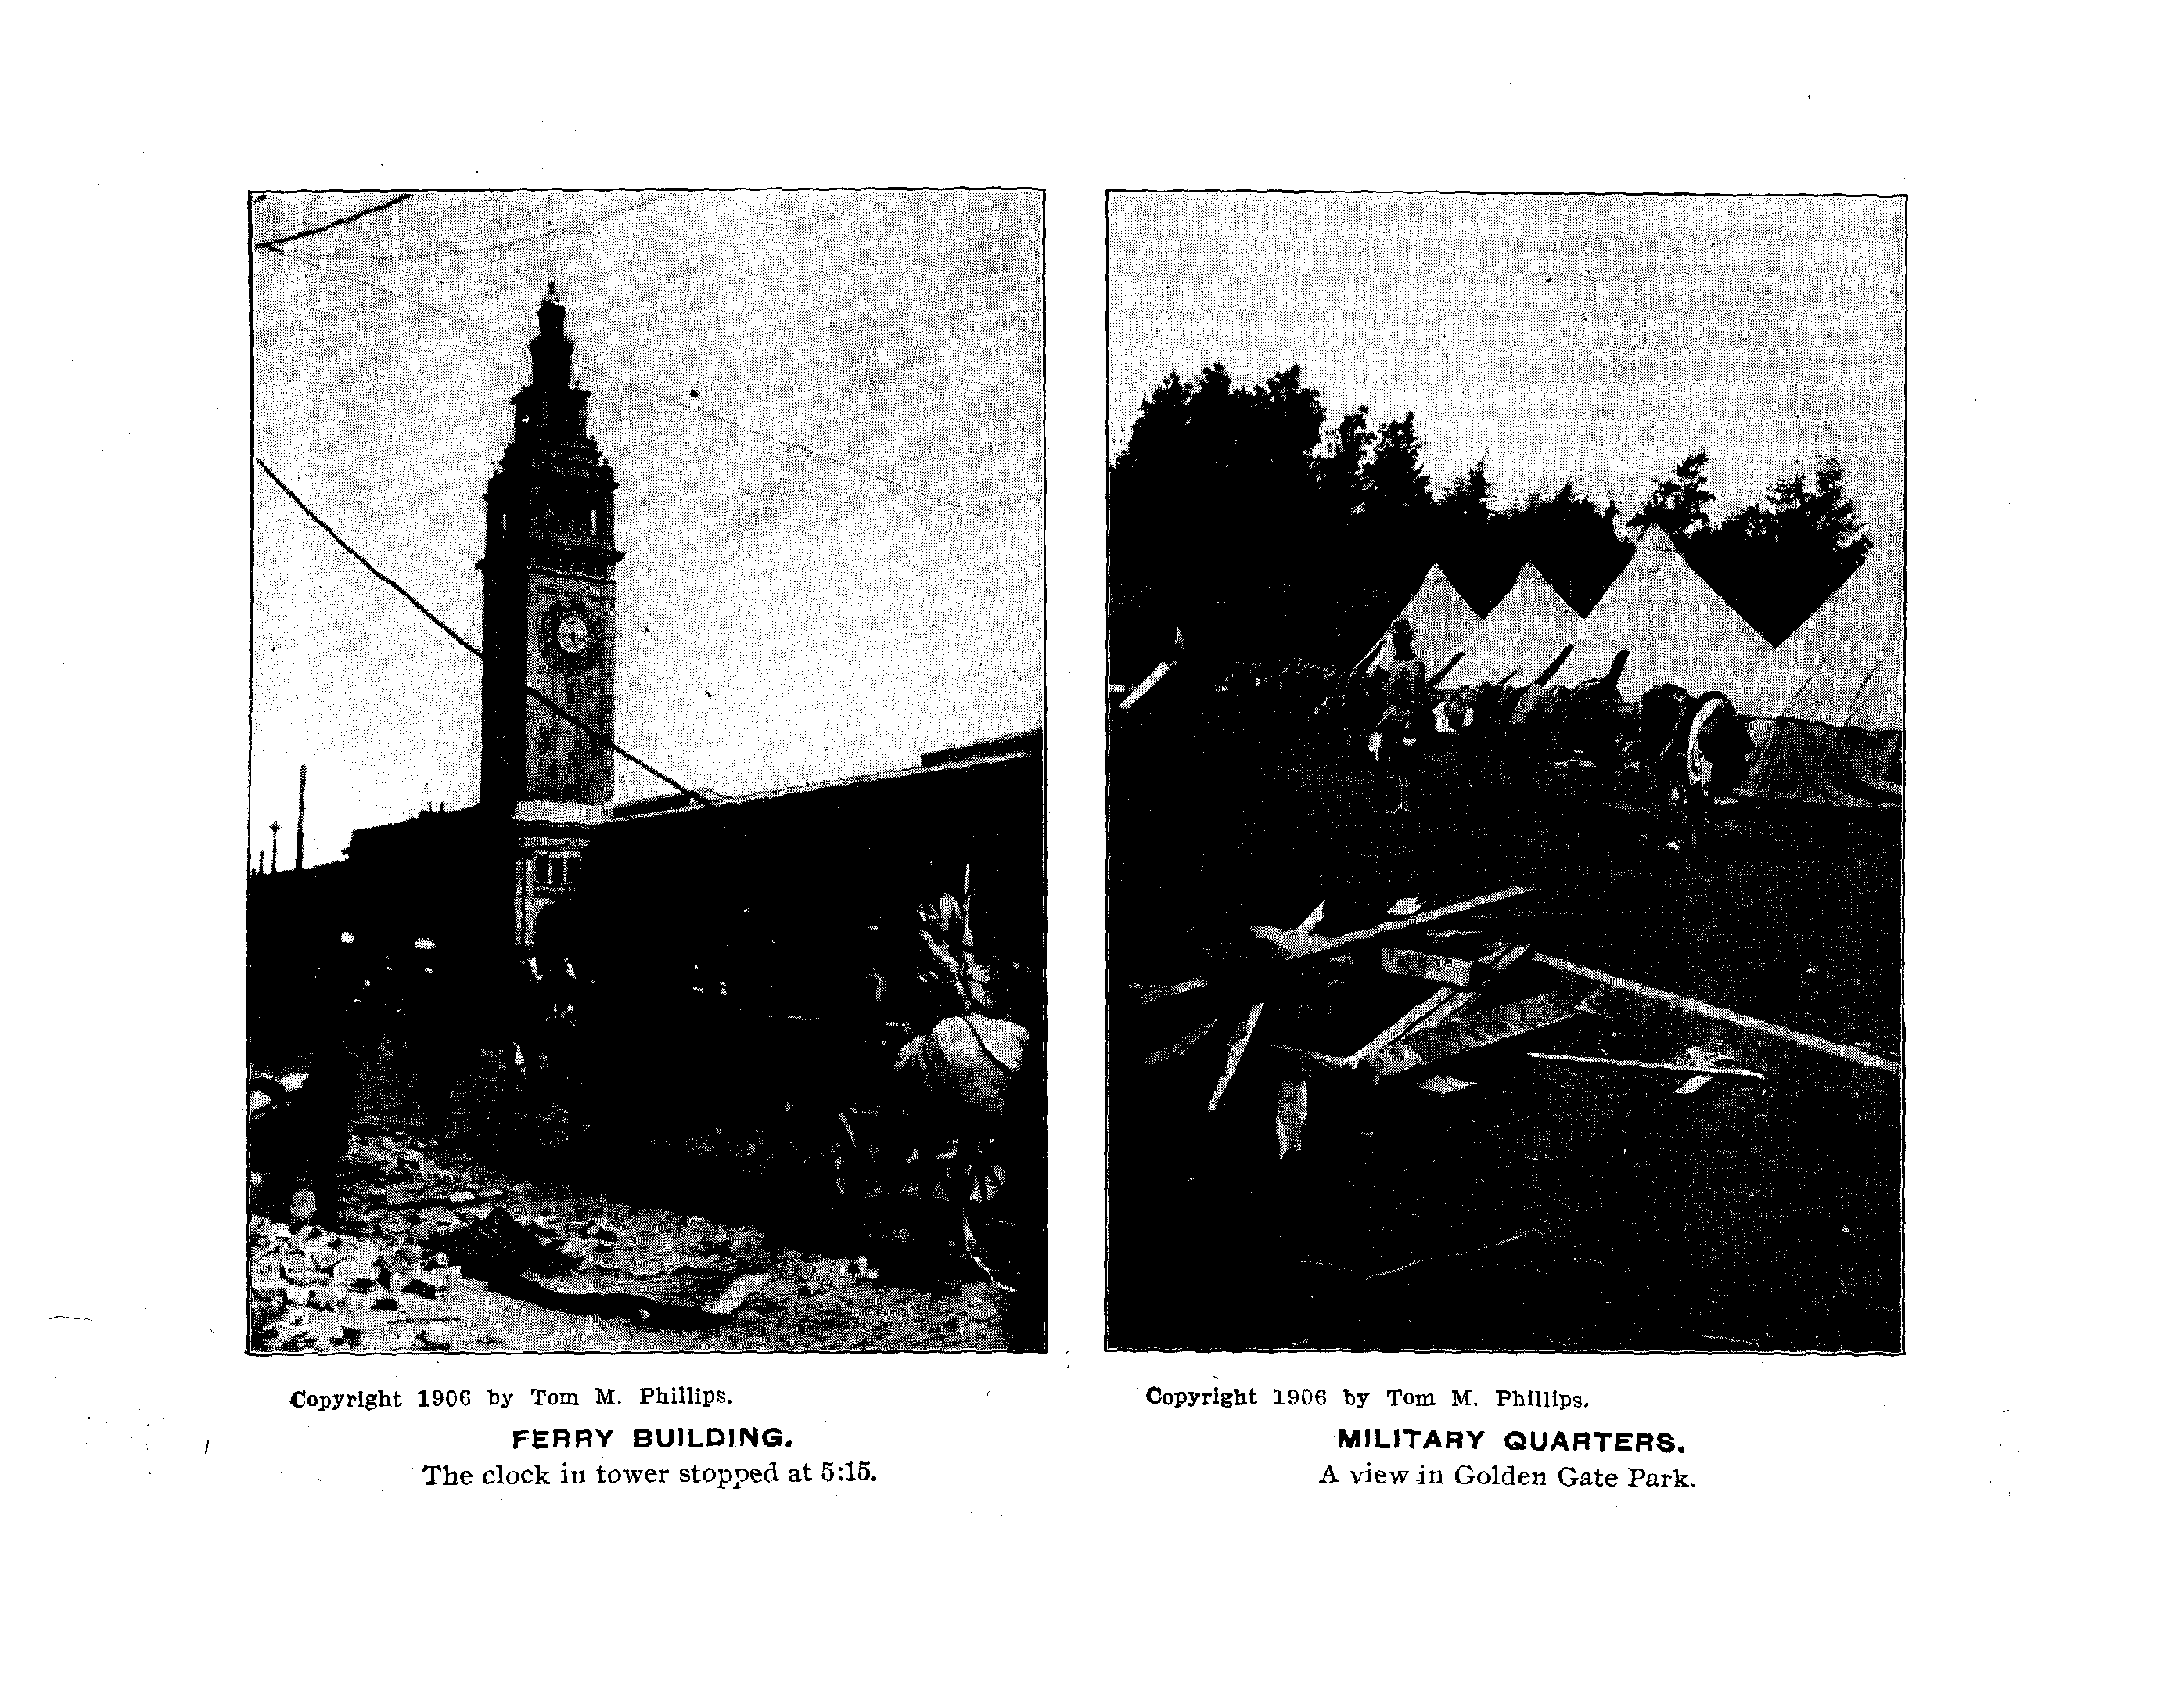 Copyright 1906 by Tom M. Phillips.
FERRY BUILDING.
The clock in tower stopped at 5:15.
Copyright 1906 by Tom M. Phillips.
MILITARY QUARTERS.
A view in Golden Gate Park.